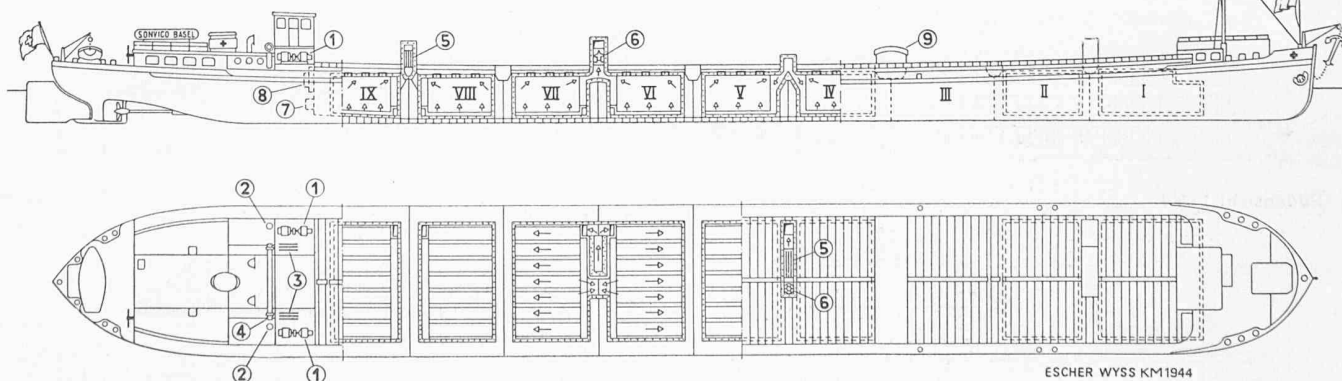 SONVICO BASEL
① ⑤ ⑥ ⑨
⑧ ⑦
IX VIII VII VI V IV III II I
② ①
③
④
② ①
⑤
⑥
ESCHER WYSS KM1944